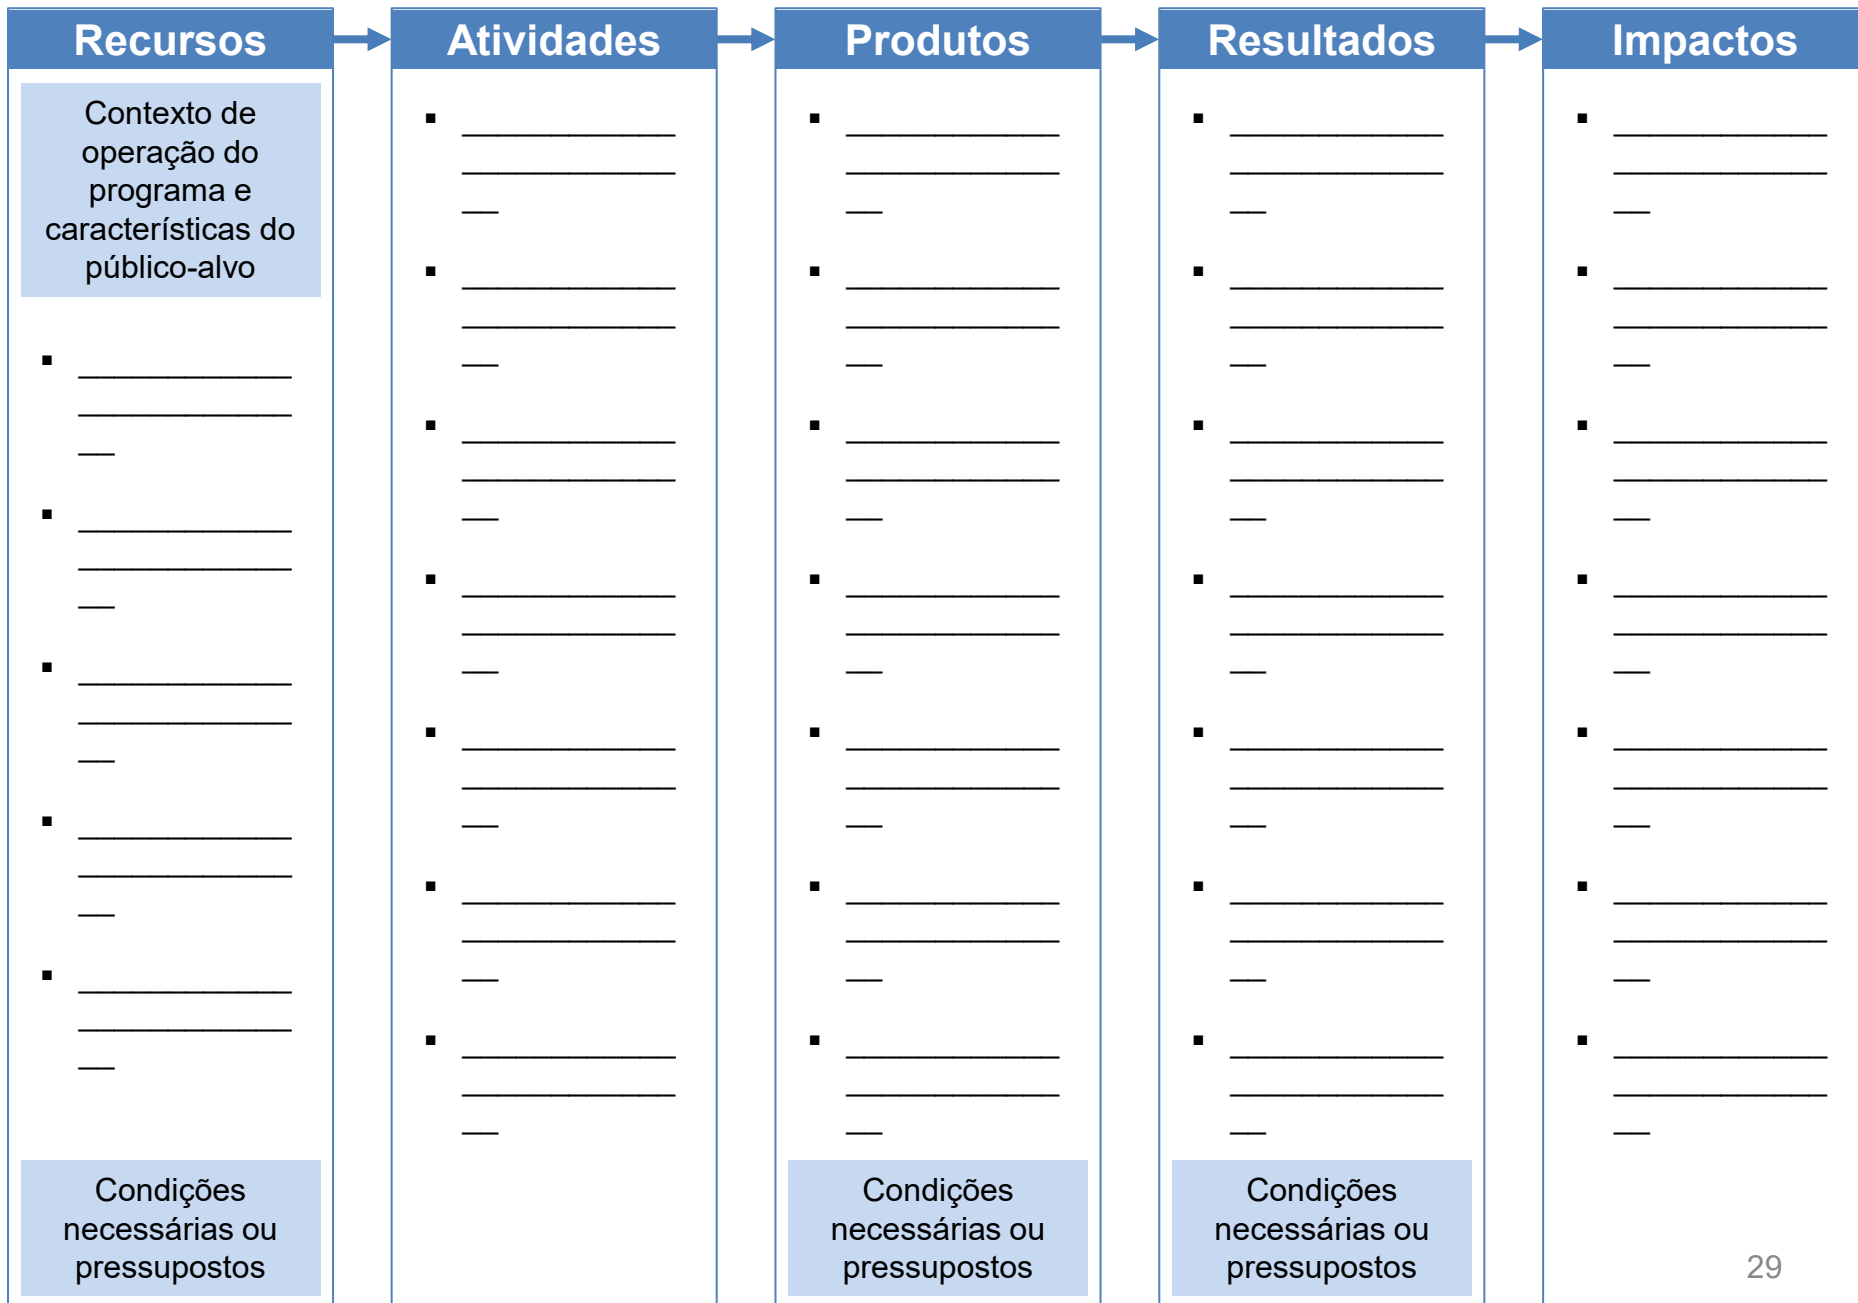 Recursos
Contexto de
operação do
programa e
características do
público-alvo
Condições
necessárias ou
pressupostos
Atividades
Produtos
Condições
necessárias ou
pressupostos
Resultados
Condições
necessárias ou
pressupostos
Impactos
29